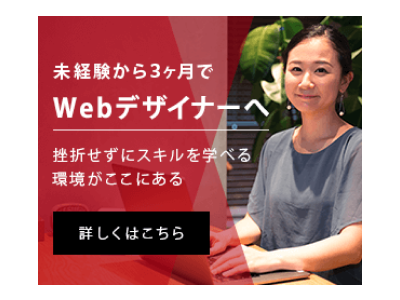 未経験から3ヶ月で
Webデザイナーへ
挫折せずにスキルを学べる
環境がここにある
詳しくはこちら